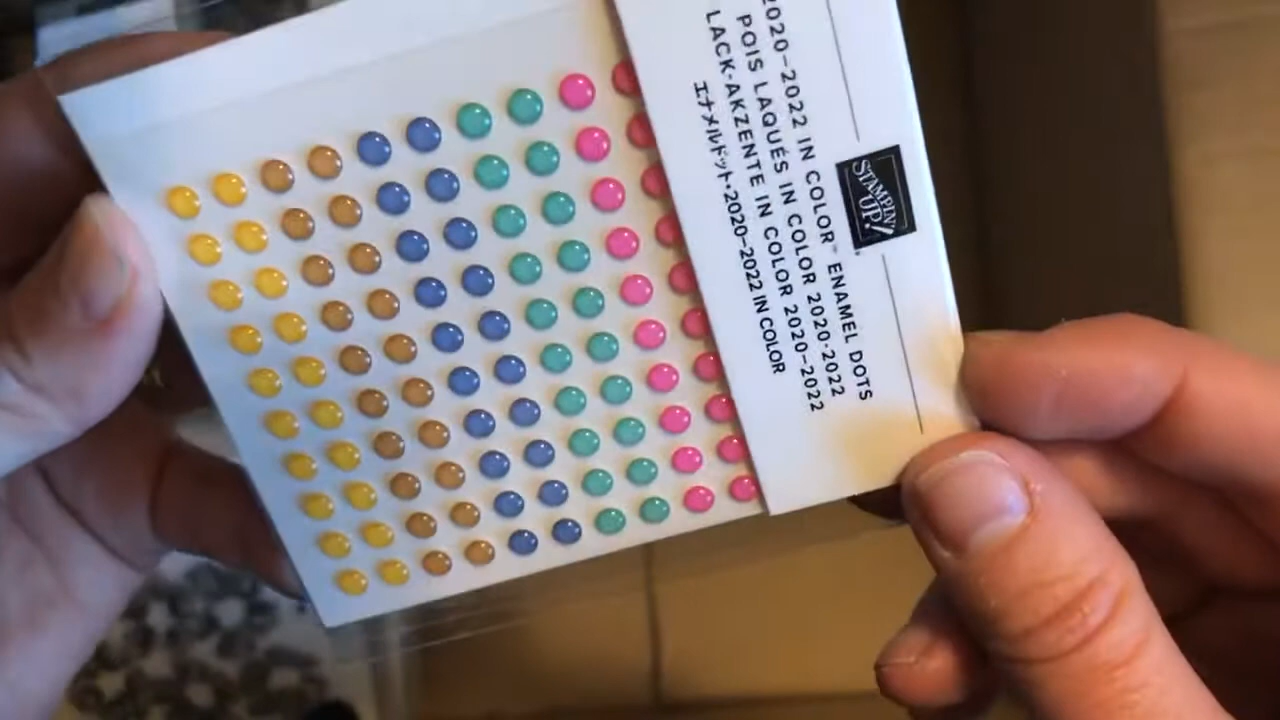 STAMPIN'
UP!
2020–2022 IN COLOR™ ENAMEL DOTS
POIS LAQUÉS IN COLOR 2020-2022
LACK-AKZENTE IN COLOR 2020–2022
エナメルドット・2020–2022 IN COLOR